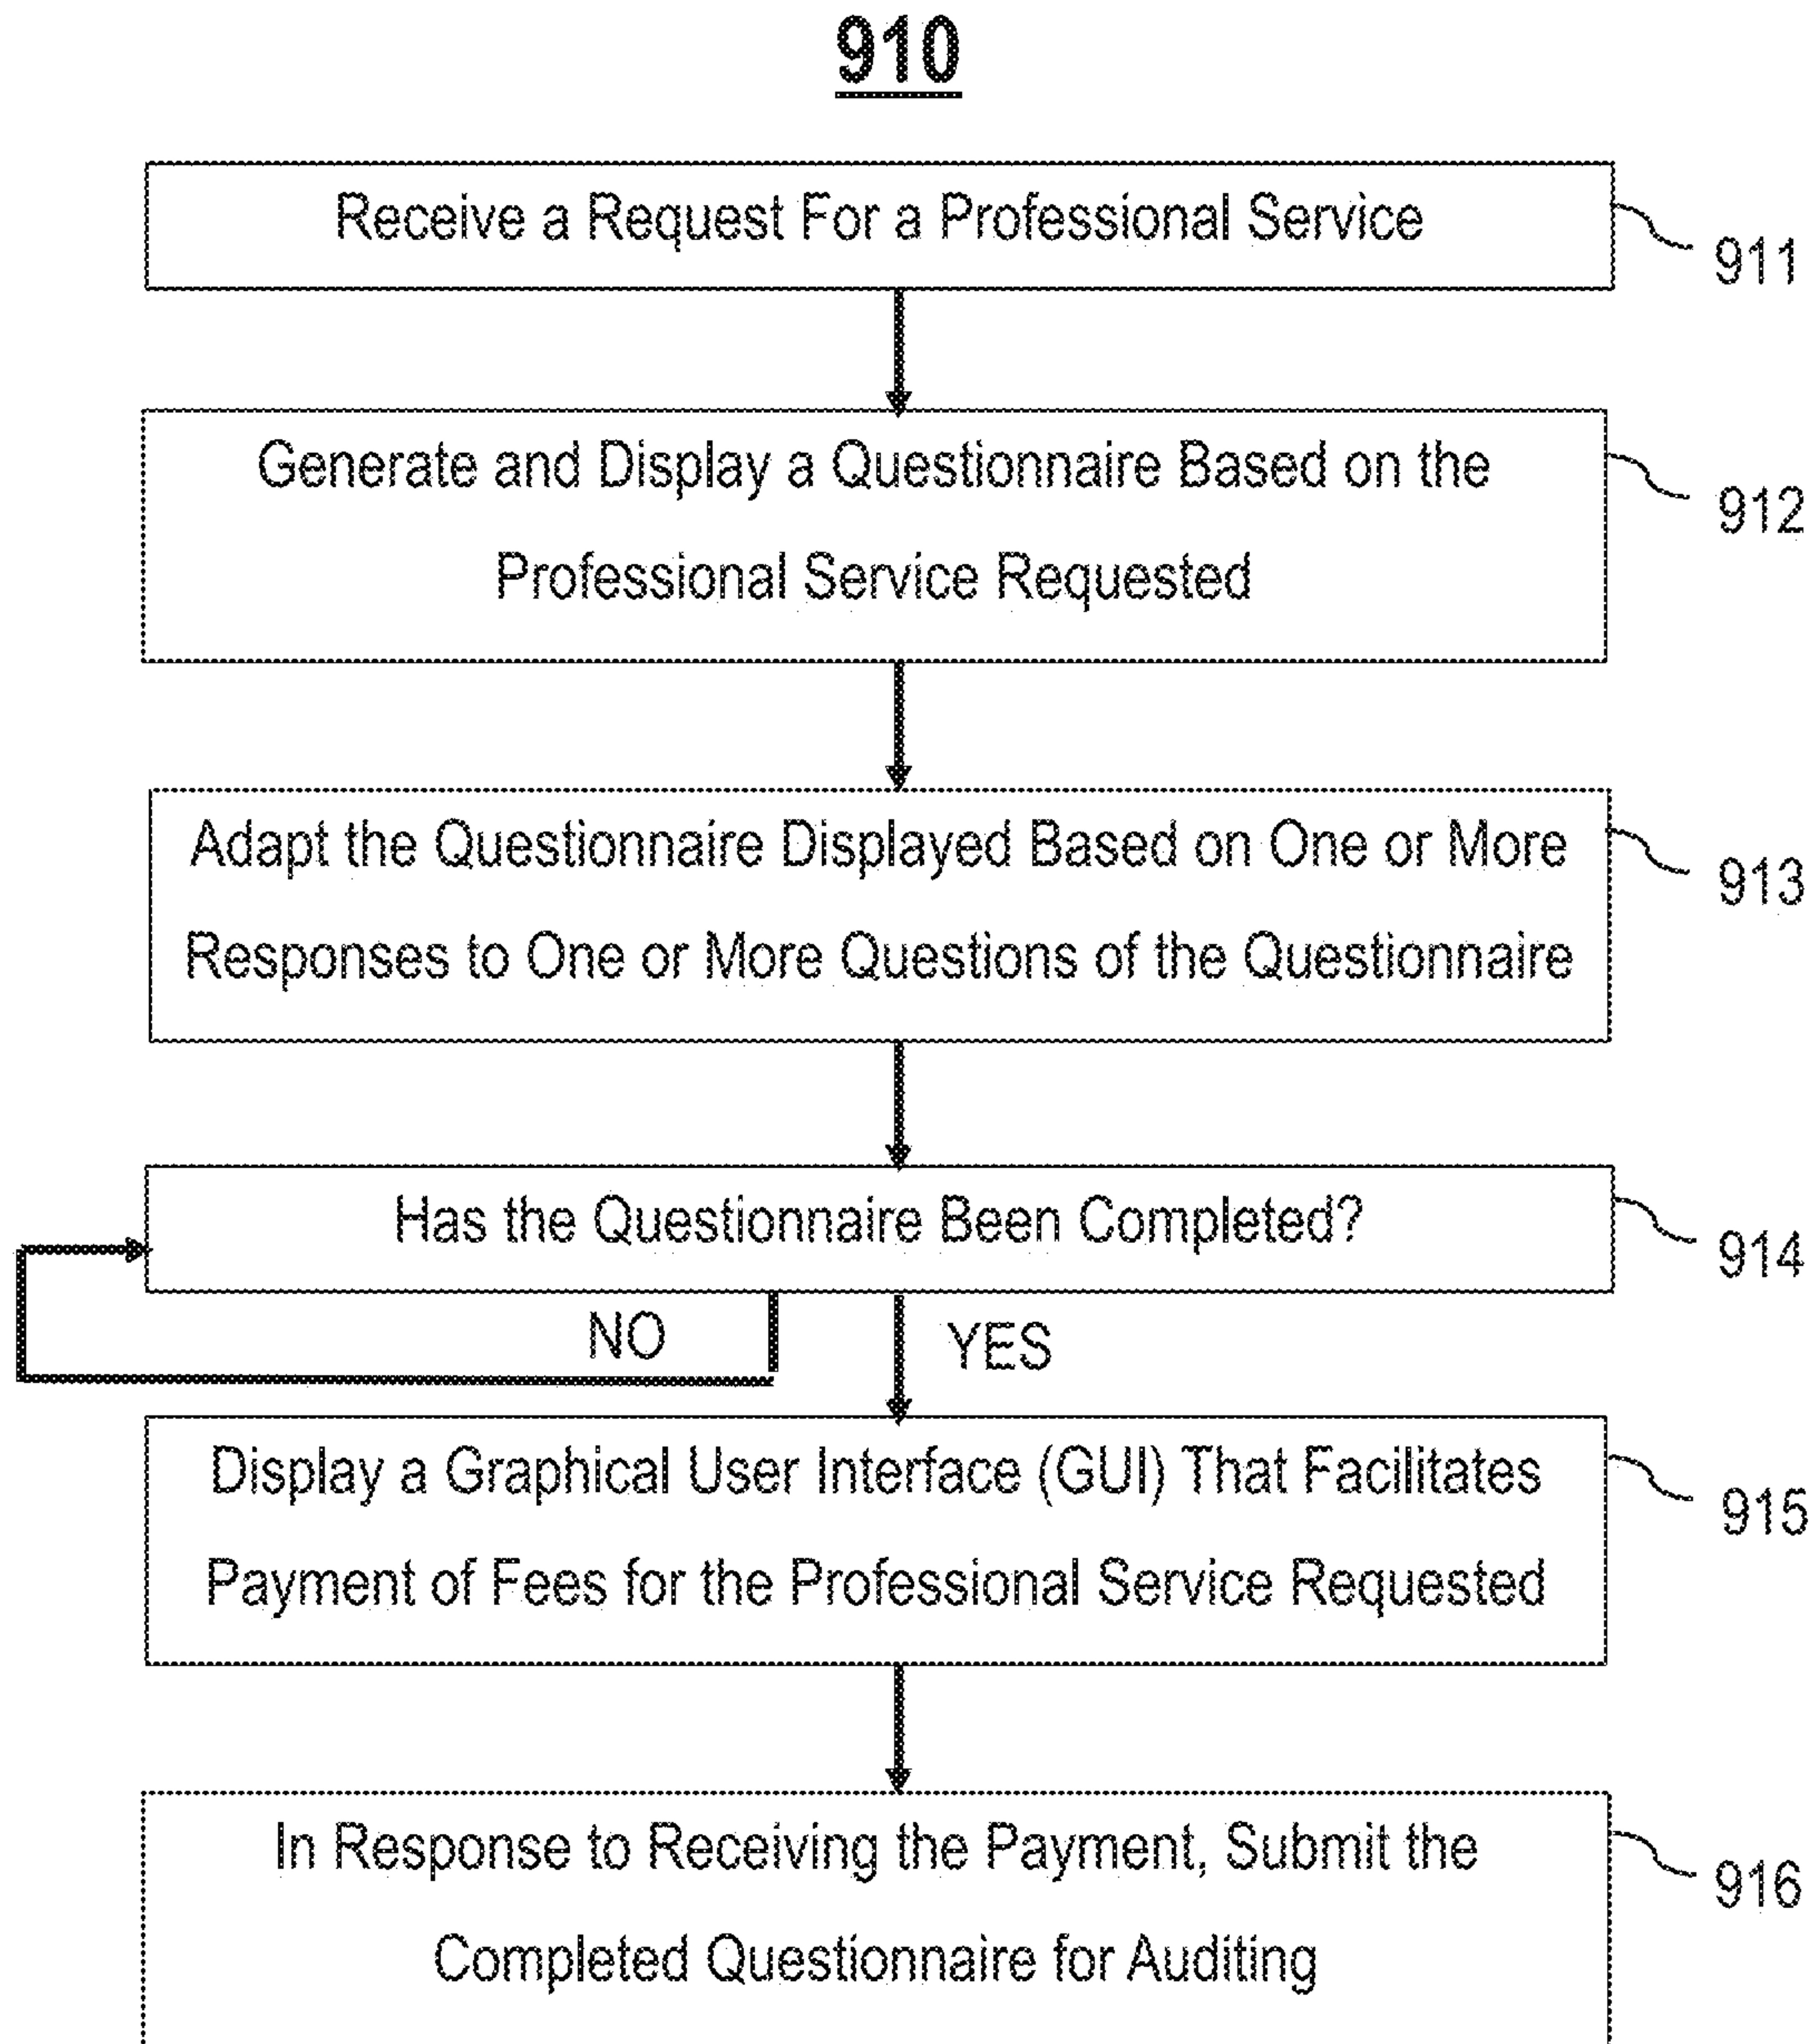 910
Receive a Request For a Professional Service
911
Generate and Display a Questionnaire Based on the
912
Professional Service Requested
Adapt the Questionnaire Displayed Based on One or More
913
Responses to One or More Questions of the Questionnaire
Has the Questionnaire Been Completed?
914
NO
YES
Display a Graphical User Interface (GUI) That Facilitates
915
Payment of Fees for the Professional Service Requested
In Response to Receiving the Payment, Submit the
916
Completed Questionnaire for Auditing